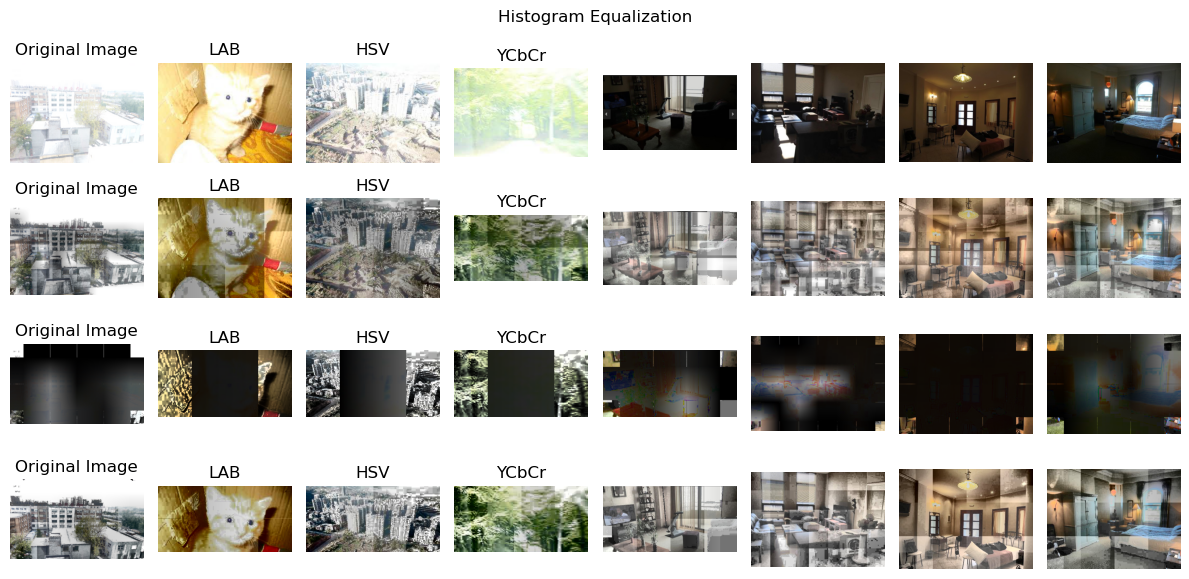 Histogram Equalization
Original Image
LAB
HSV
YCbCr
Original Image
LAB
HSV
YCbCr
Original Image
LAB
HSV
YCbCr
Original Image
LAB
HSV
YCbCr